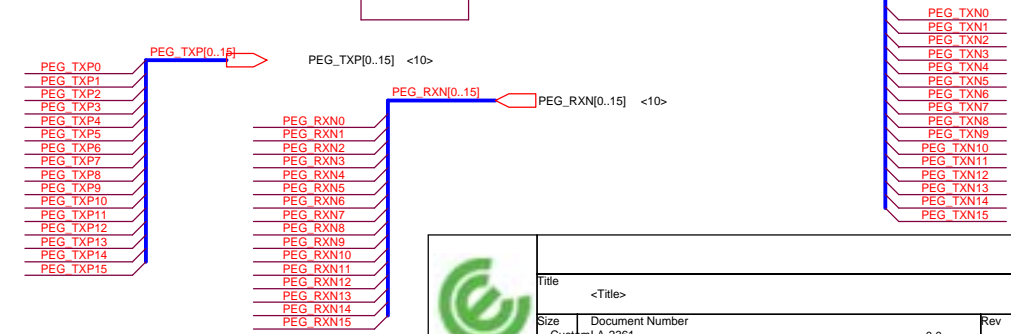 PEG_TXP[0..15]
PEG_TXP[0..15] <10>
PEG_TXP0
PEG_TXP1
PEG_TXP2
PEG_TXP3
PEG_TXP4
PEG_TXP5
PEG_TXP6
PEG_TXP7
PEG_TXP8
PEG_TXP9
PEG_TXP10
PEG_TXP11
PEG_TXP12
PEG_TXP13
PEG_TXP14
PEG_TXP15
PEG_RXN[0..15]
PEG_RXN[0..15] <10>
PEG_RXN0
PEG_RXN1
PEG_RXN2
PEG_RXN3
PEG_RXN4
PEG_RXN5
PEG_RXN6
PEG_RXN7
PEG_RXN8
PEG_RXN9
PEG_RXN10
PEG_RXN11
PEG_RXN12
PEG_RXN13
PEG_RXN14
PEG_RXN15
PEG_TXN0
PEG_TXN1
PEG_TXN2
PEG_TXN3
PEG_TXN4
PEG_TXN5
PEG_TXN6
PEG_TXN7
PEG_TXN8
PEG_TXN9
PEG_TXN10
PEG_TXN11
PEG_TXN12
PEG_TXN13
PEG_TXN14
PEG_TXN15
Title
<Title>
Size Document Number Rev